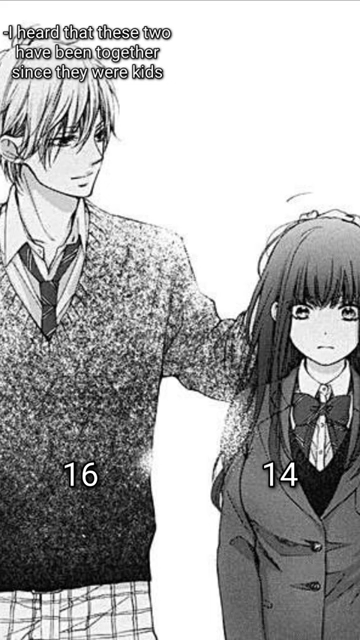 -I heard that these two
have been together
since they were kids
16
14